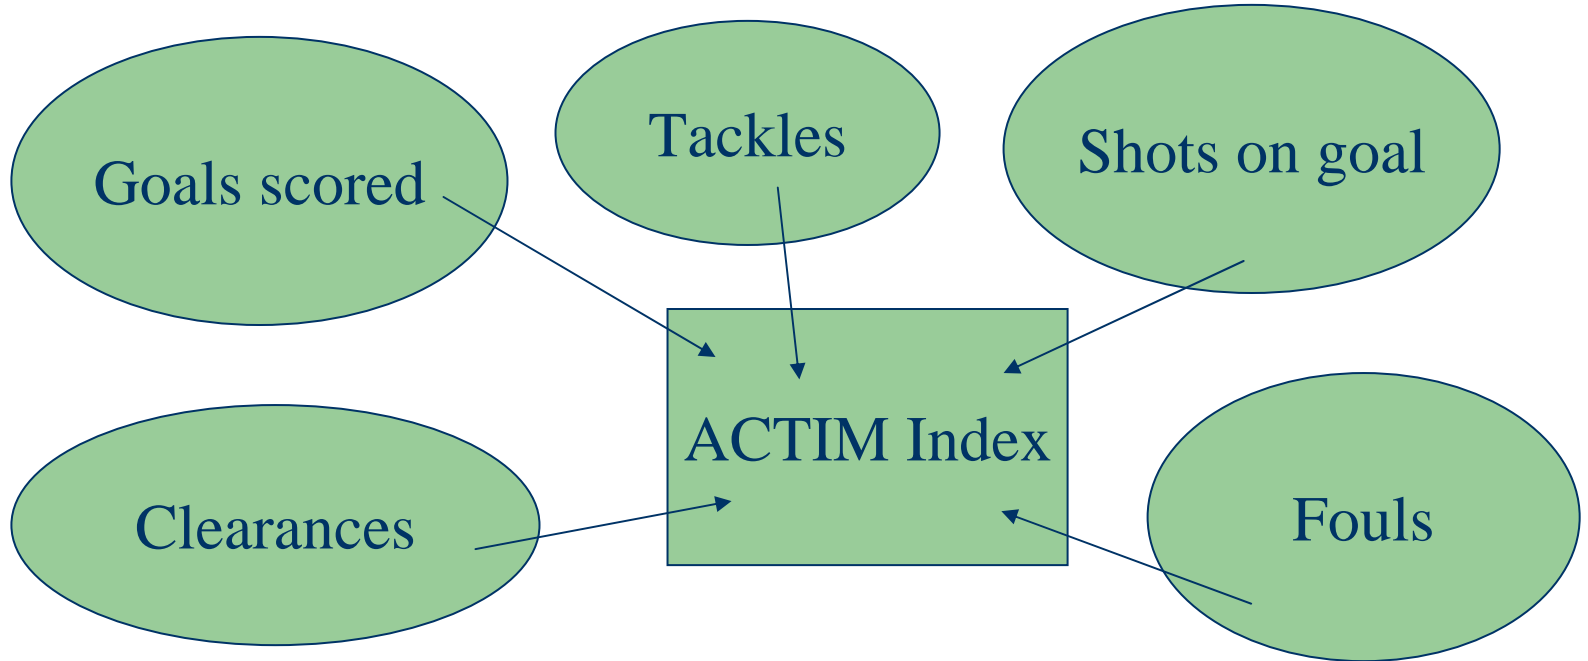 Goals scored
Tackles
Shots on goal
ACTIM Index
Clearances
Fouls